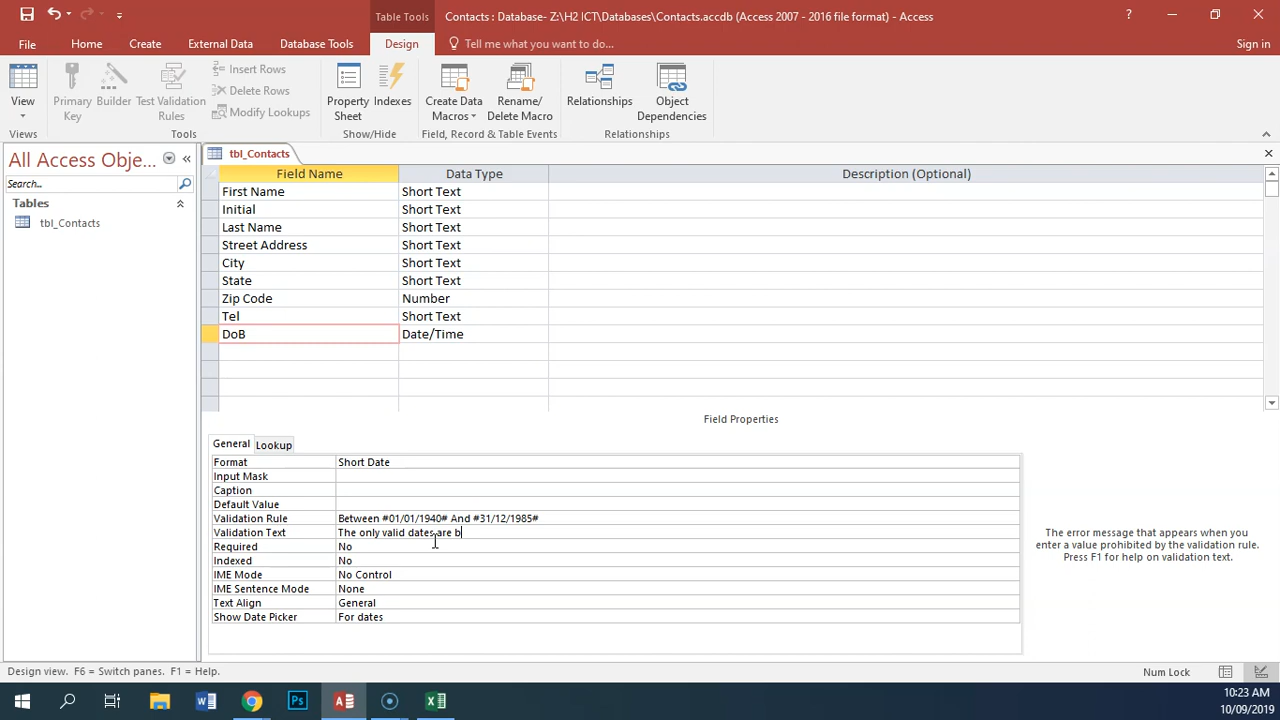 Table Tools
Contacts : Database- Z:\H2 ICT\Databases\Contacts.accdb (Access 2007 - 2016 file format) - Access
?
File
Home
Create
External Data
Database Tools
Design
Tell me what you want to do...
Sign in
View
Primary Key
Builder
Test Validation Rules
Insert Rows
Delete Rows
Modify Lookups
Property Sheet
Indexes
Create Data Macros
Rename/ Delete Macro
Relationships
Object Dependencies
Views
Tools
Show/Hide
Field, Record & Table Events
Relationships
All Access Obje...
Search...
Tables
tbl_Contacts
tbl_Contacts
Field Name Data Type Description (Optional)
First Name Short Text
Initial Short Text
Last Name Short Text
Street Address Short Text
City Short Text
State Short Text
Zip Code Number
Tel Short Text
DoB Date/Time
Field Properties
General Lookup
Format Short Date
Input Mask
Caption
Default Value
Validation Rule Between #01/01/1940# And #31/12/1985#
Validation Text The only valid dates are b
Required No
Indexed No
IME Mode No Control
IME Sentence Mode None
Text Align General
Show Date Picker For dates
The error message that appears when you
enter a value prohibited by the validation rule.
Press F1 for help on validation text.
Design view. F6 = Switch panes. F1 = Help.
Num Lock
10:23 AM
10/09/2019